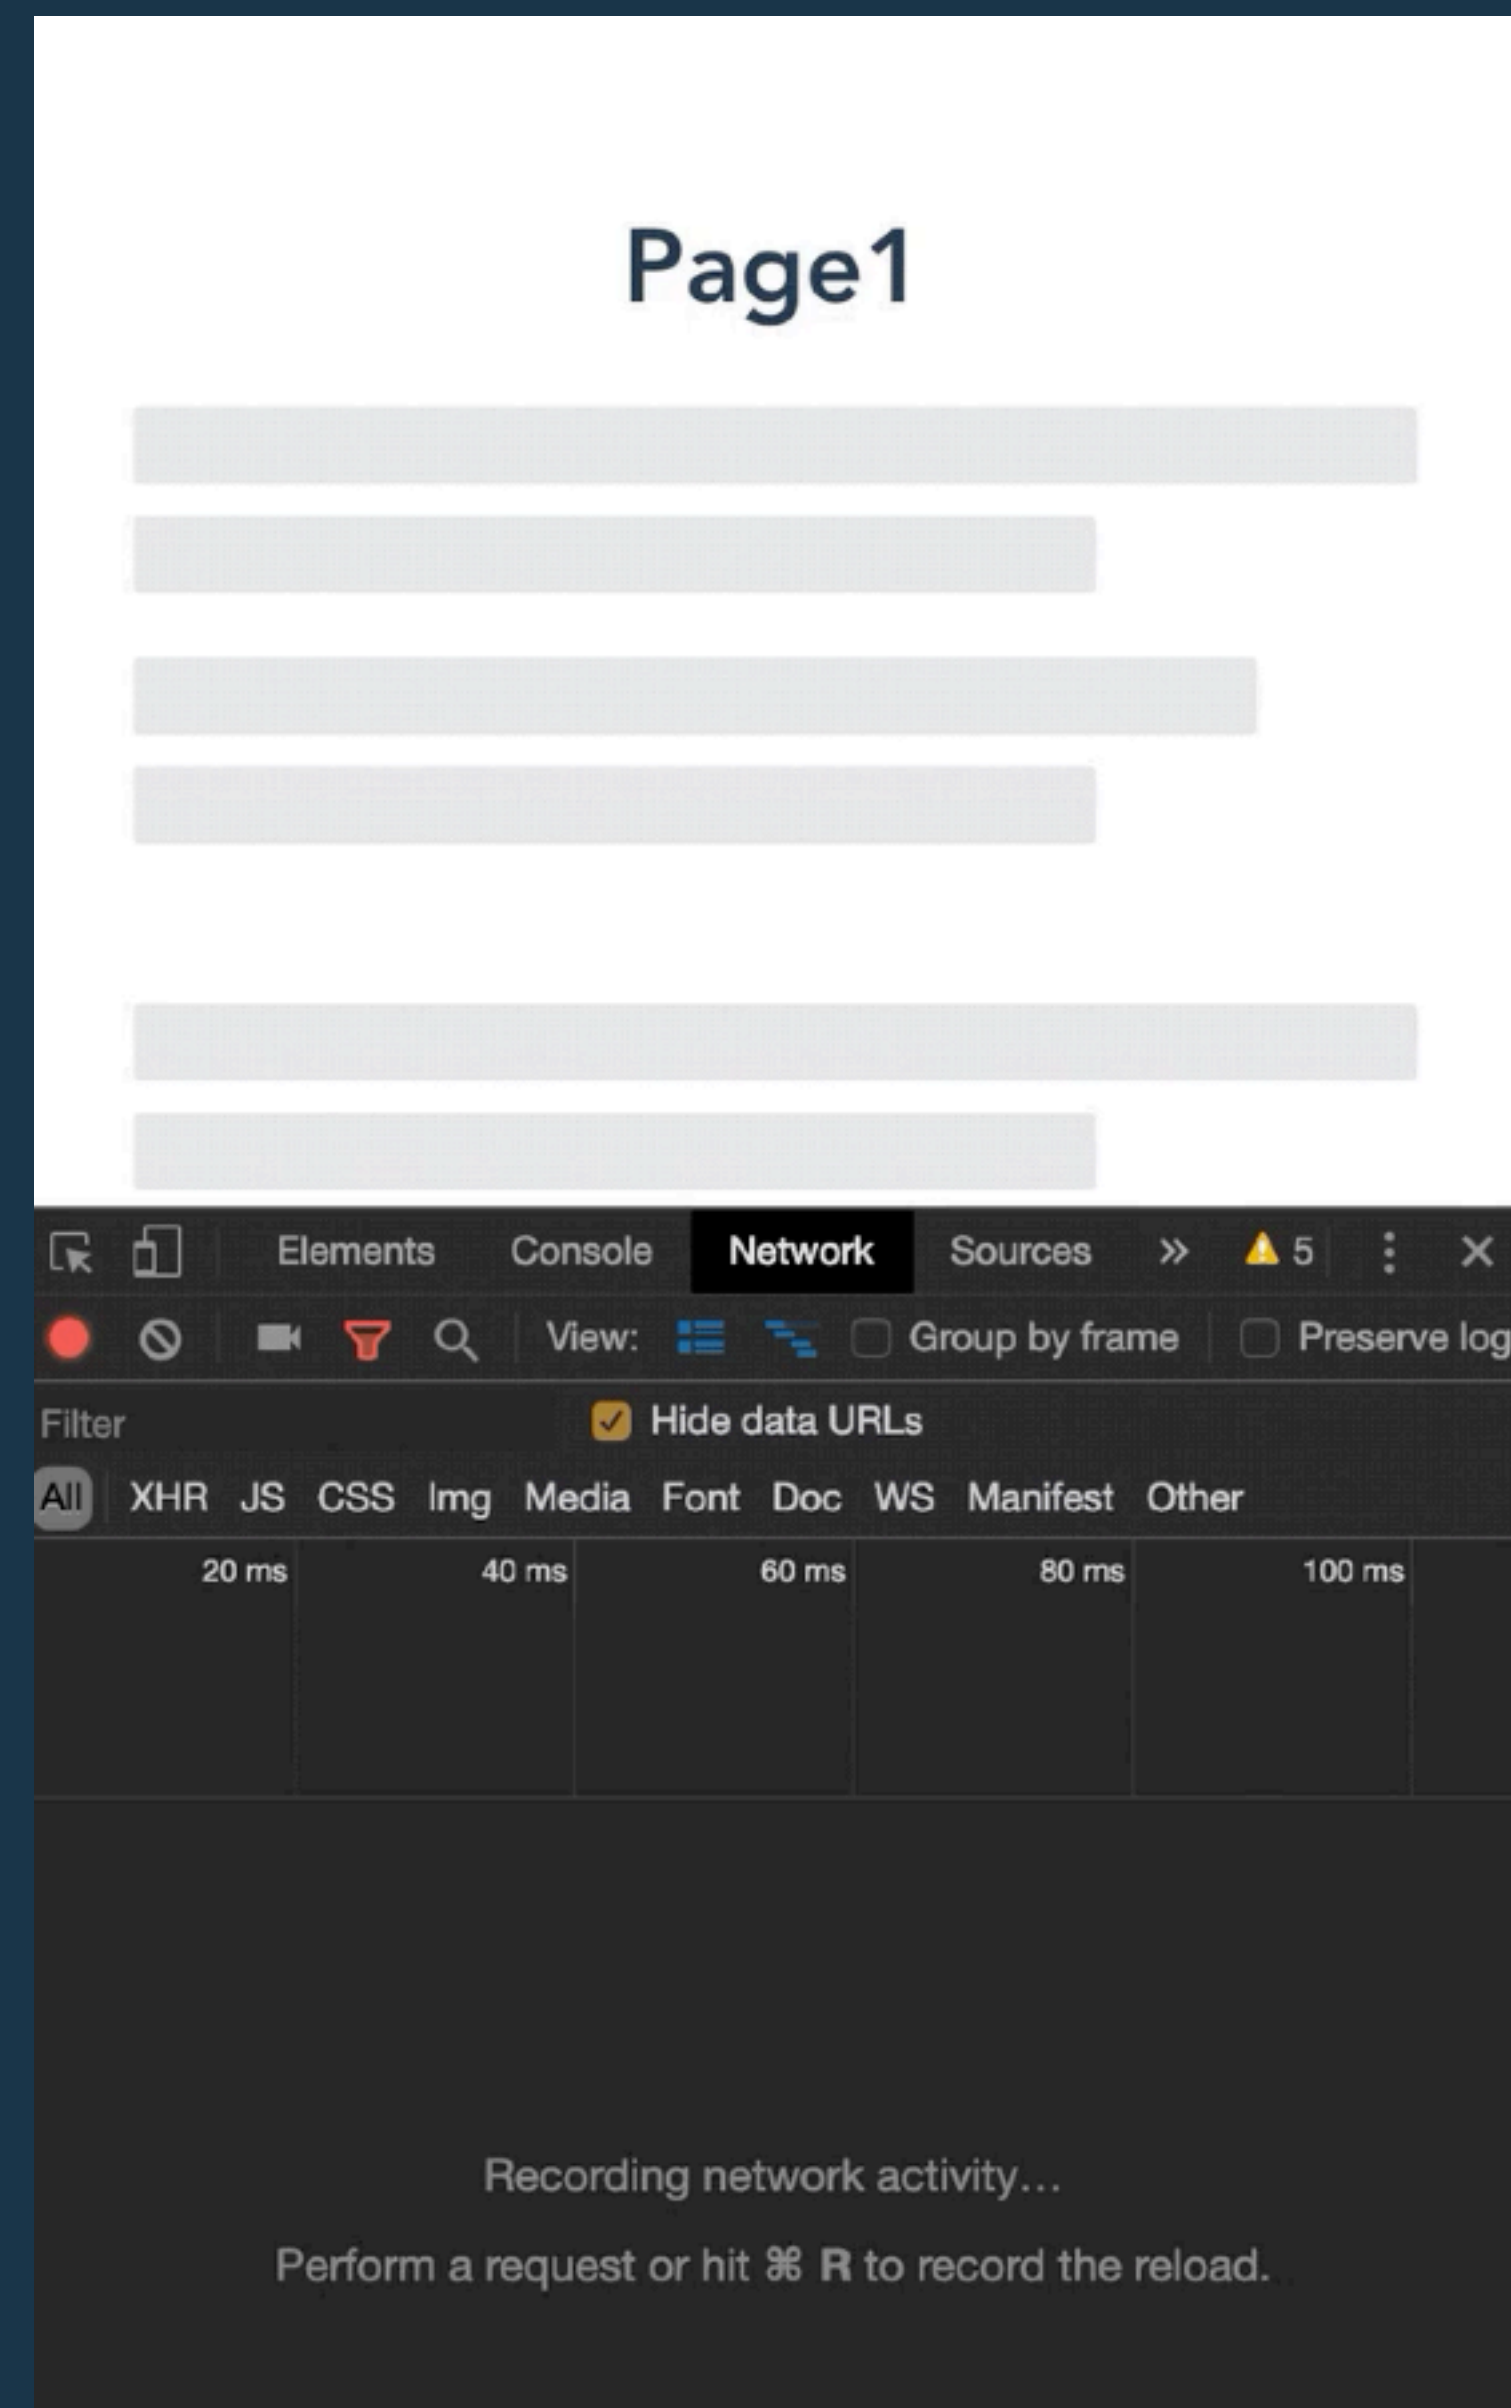 Page1
Elements Console Network Sources » 5
View: Group by frame Preserve log
Filter Hide data URLs
All XHR JS CSS Img Media Font Doc WS Manifest Other
20 ms 40 ms 60 ms 80 ms 100 ms
Recording network activity…
Perform a request or hit ⌘ R to record the reload.